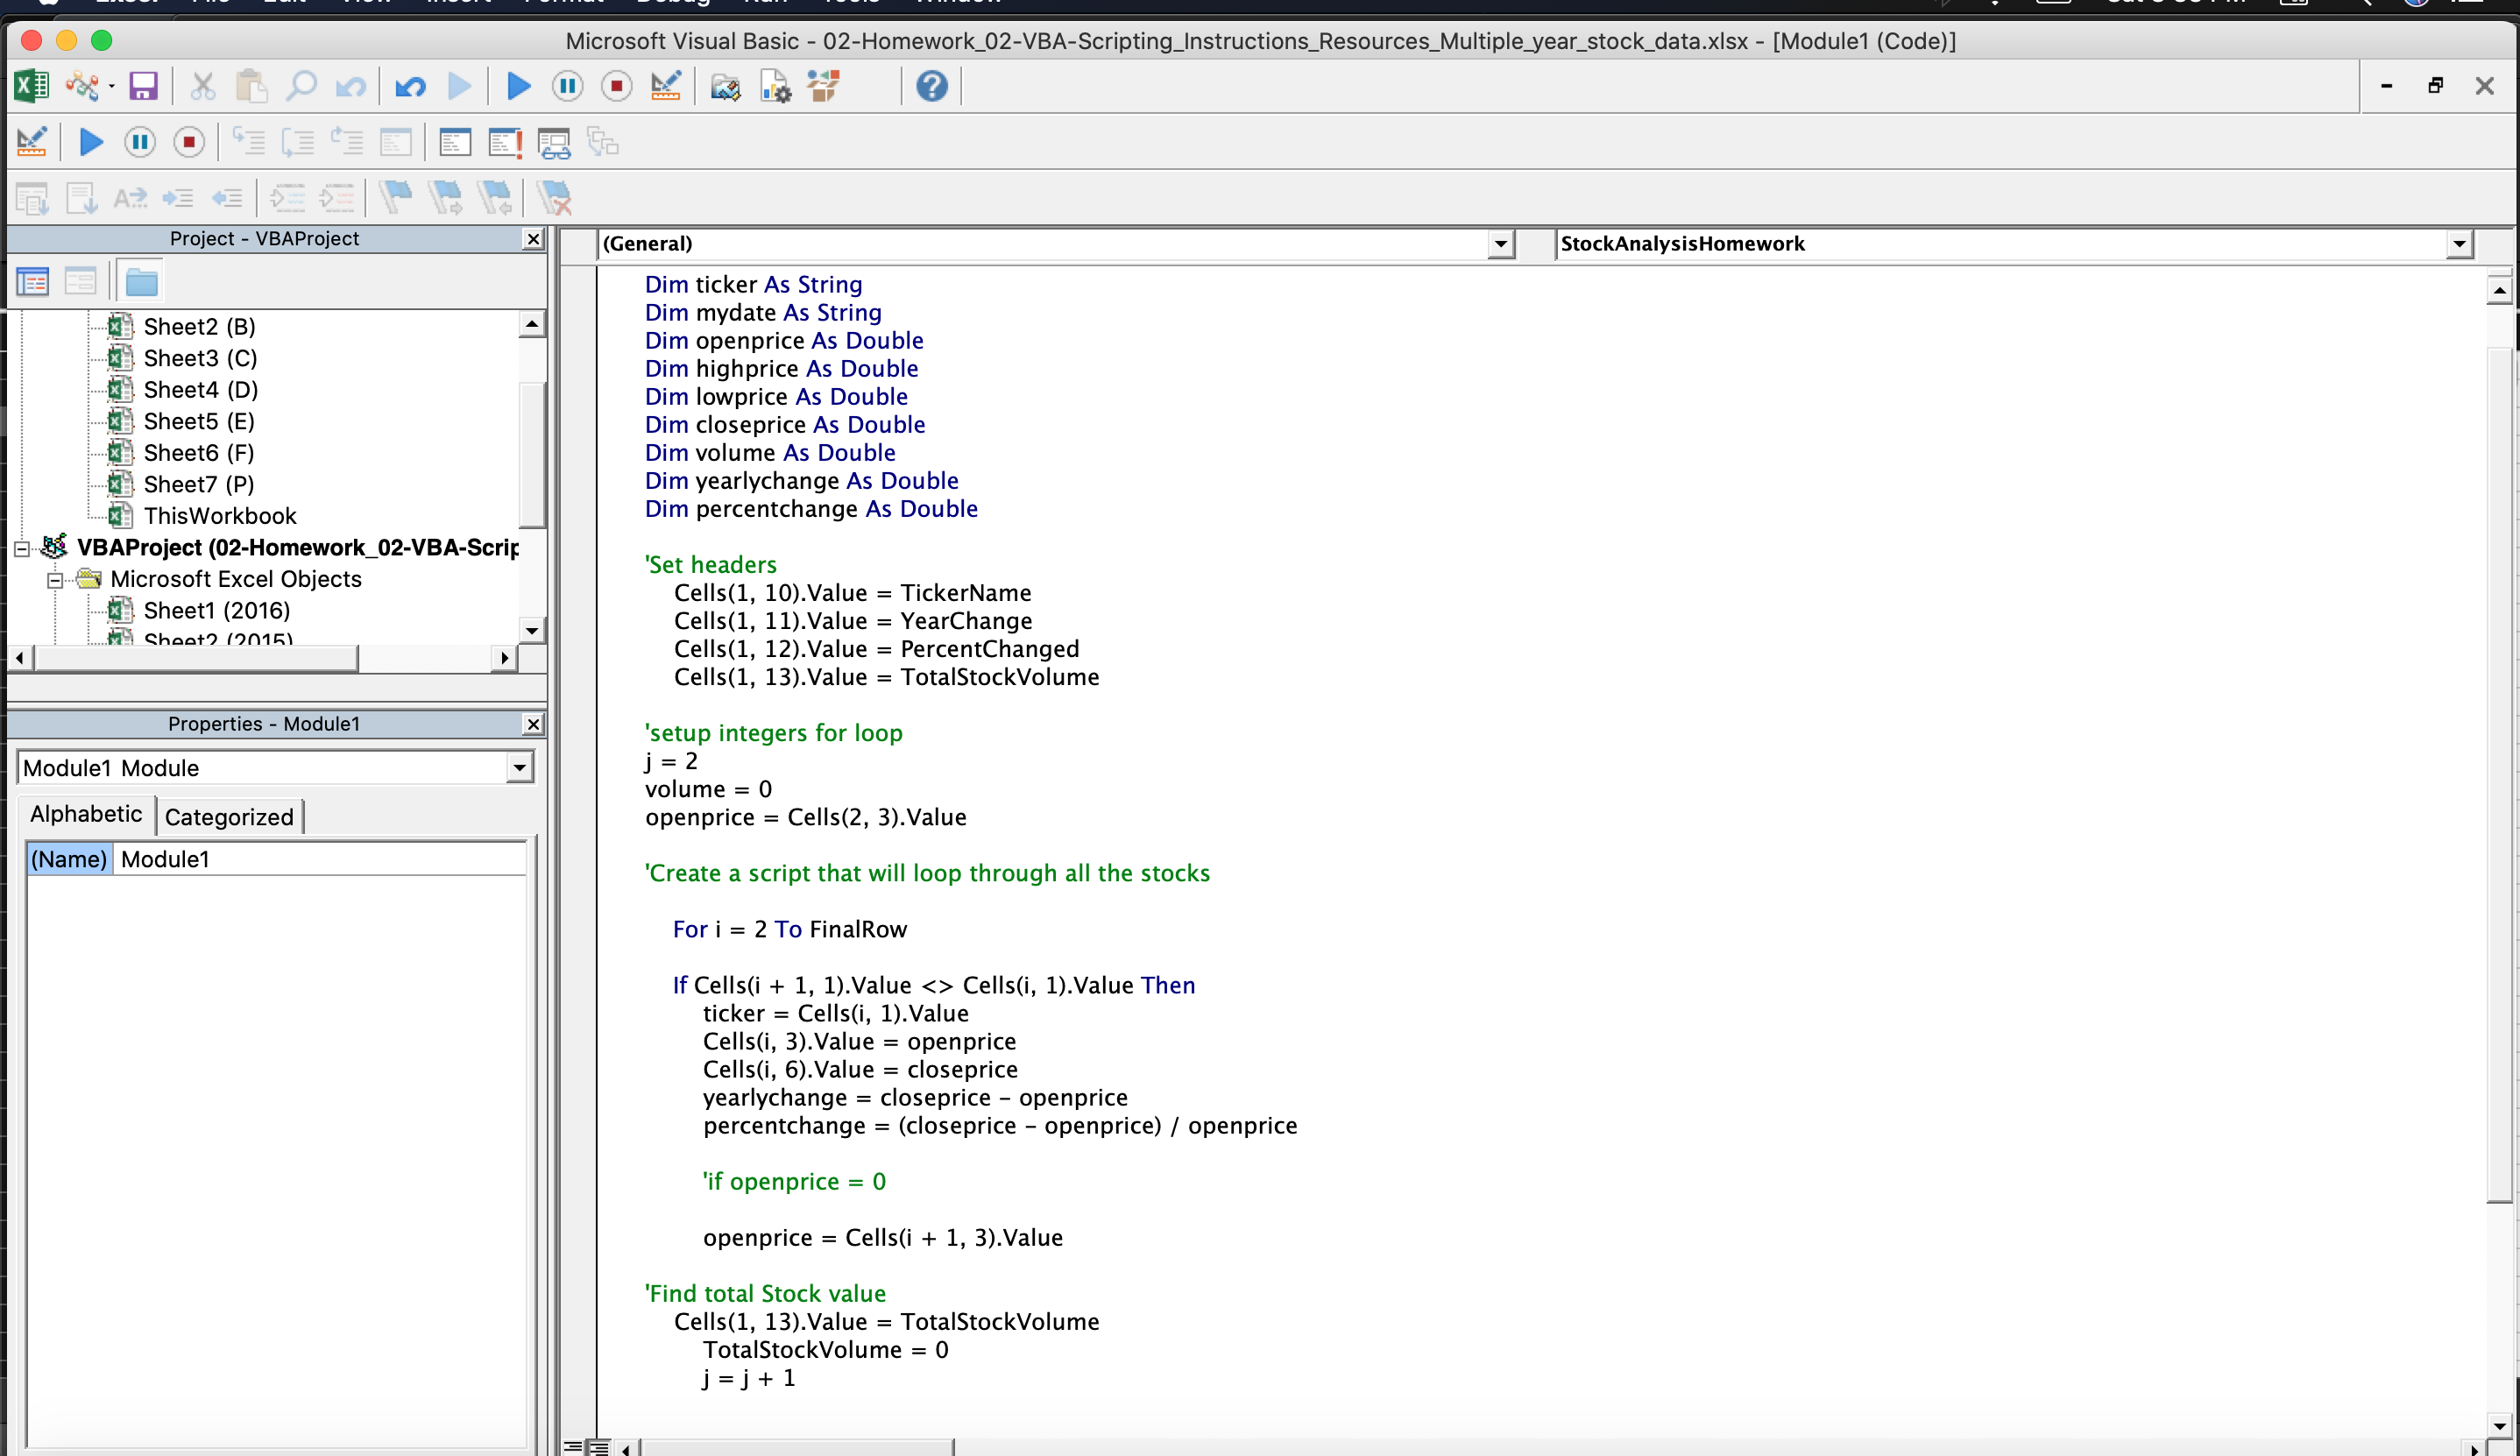 Microsoft Visual Basic - 02-Homework_02-VBA-Scripting_Instructions_Resources_Multiple_year_stock_data.xlsx - [Module1 (Code)]
Project - VBAProject
Sheet2 (B)
Sheet3 (C)
Sheet4 (D)
Sheet5 (E)
Sheet6 (F)
Sheet7 (P)
ThisWorkbook
VBAProject (02-Homework_02-VBA-Scrip
Microsoft Excel Objects
Sheet1 (2016)
Sheet2 (2015)
Properties - Module1
Module1 Module
Alphabetic
Categorized
(Name) Module1
(General)
StockAnalysisHomework
Dim ticker As String
Dim mydate As String
Dim openprice As Double
Dim highprice As Double
Dim lowprice As Double
Dim closeprice As Double
Dim volume As Double
Dim yearlychange As Double
Dim percentchange As Double
'Set headers
Cells(1, 10).Value = TickerName
Cells(1, 11).Value = YearChange
Cells(1, 12).Value = PercentChanged
Cells(1, 13).Value = TotalStockVolume
'setup integers for loop
j = 2
volume = 0
openprice = Cells(2, 3).Value
'Create a script that will loop through all the stocks
For i = 2 To FinalRow
If Cells(i + 1, 1).Value <> Cells(i, 1).Value Then
ticker = Cells(i, 1).Value
Cells(i, 3).Value = openprice
Cells(i, 6).Value = closeprice
yearlychange = closeprice - openprice
percentchange = (closeprice - openprice) / openprice
'if openprice = 0
openprice = Cells(i + 1, 3).Value
'Find total Stock value
Cells(1, 13).Value = TotalStockVolume
TotalStockVolume = 0
j = j + 1